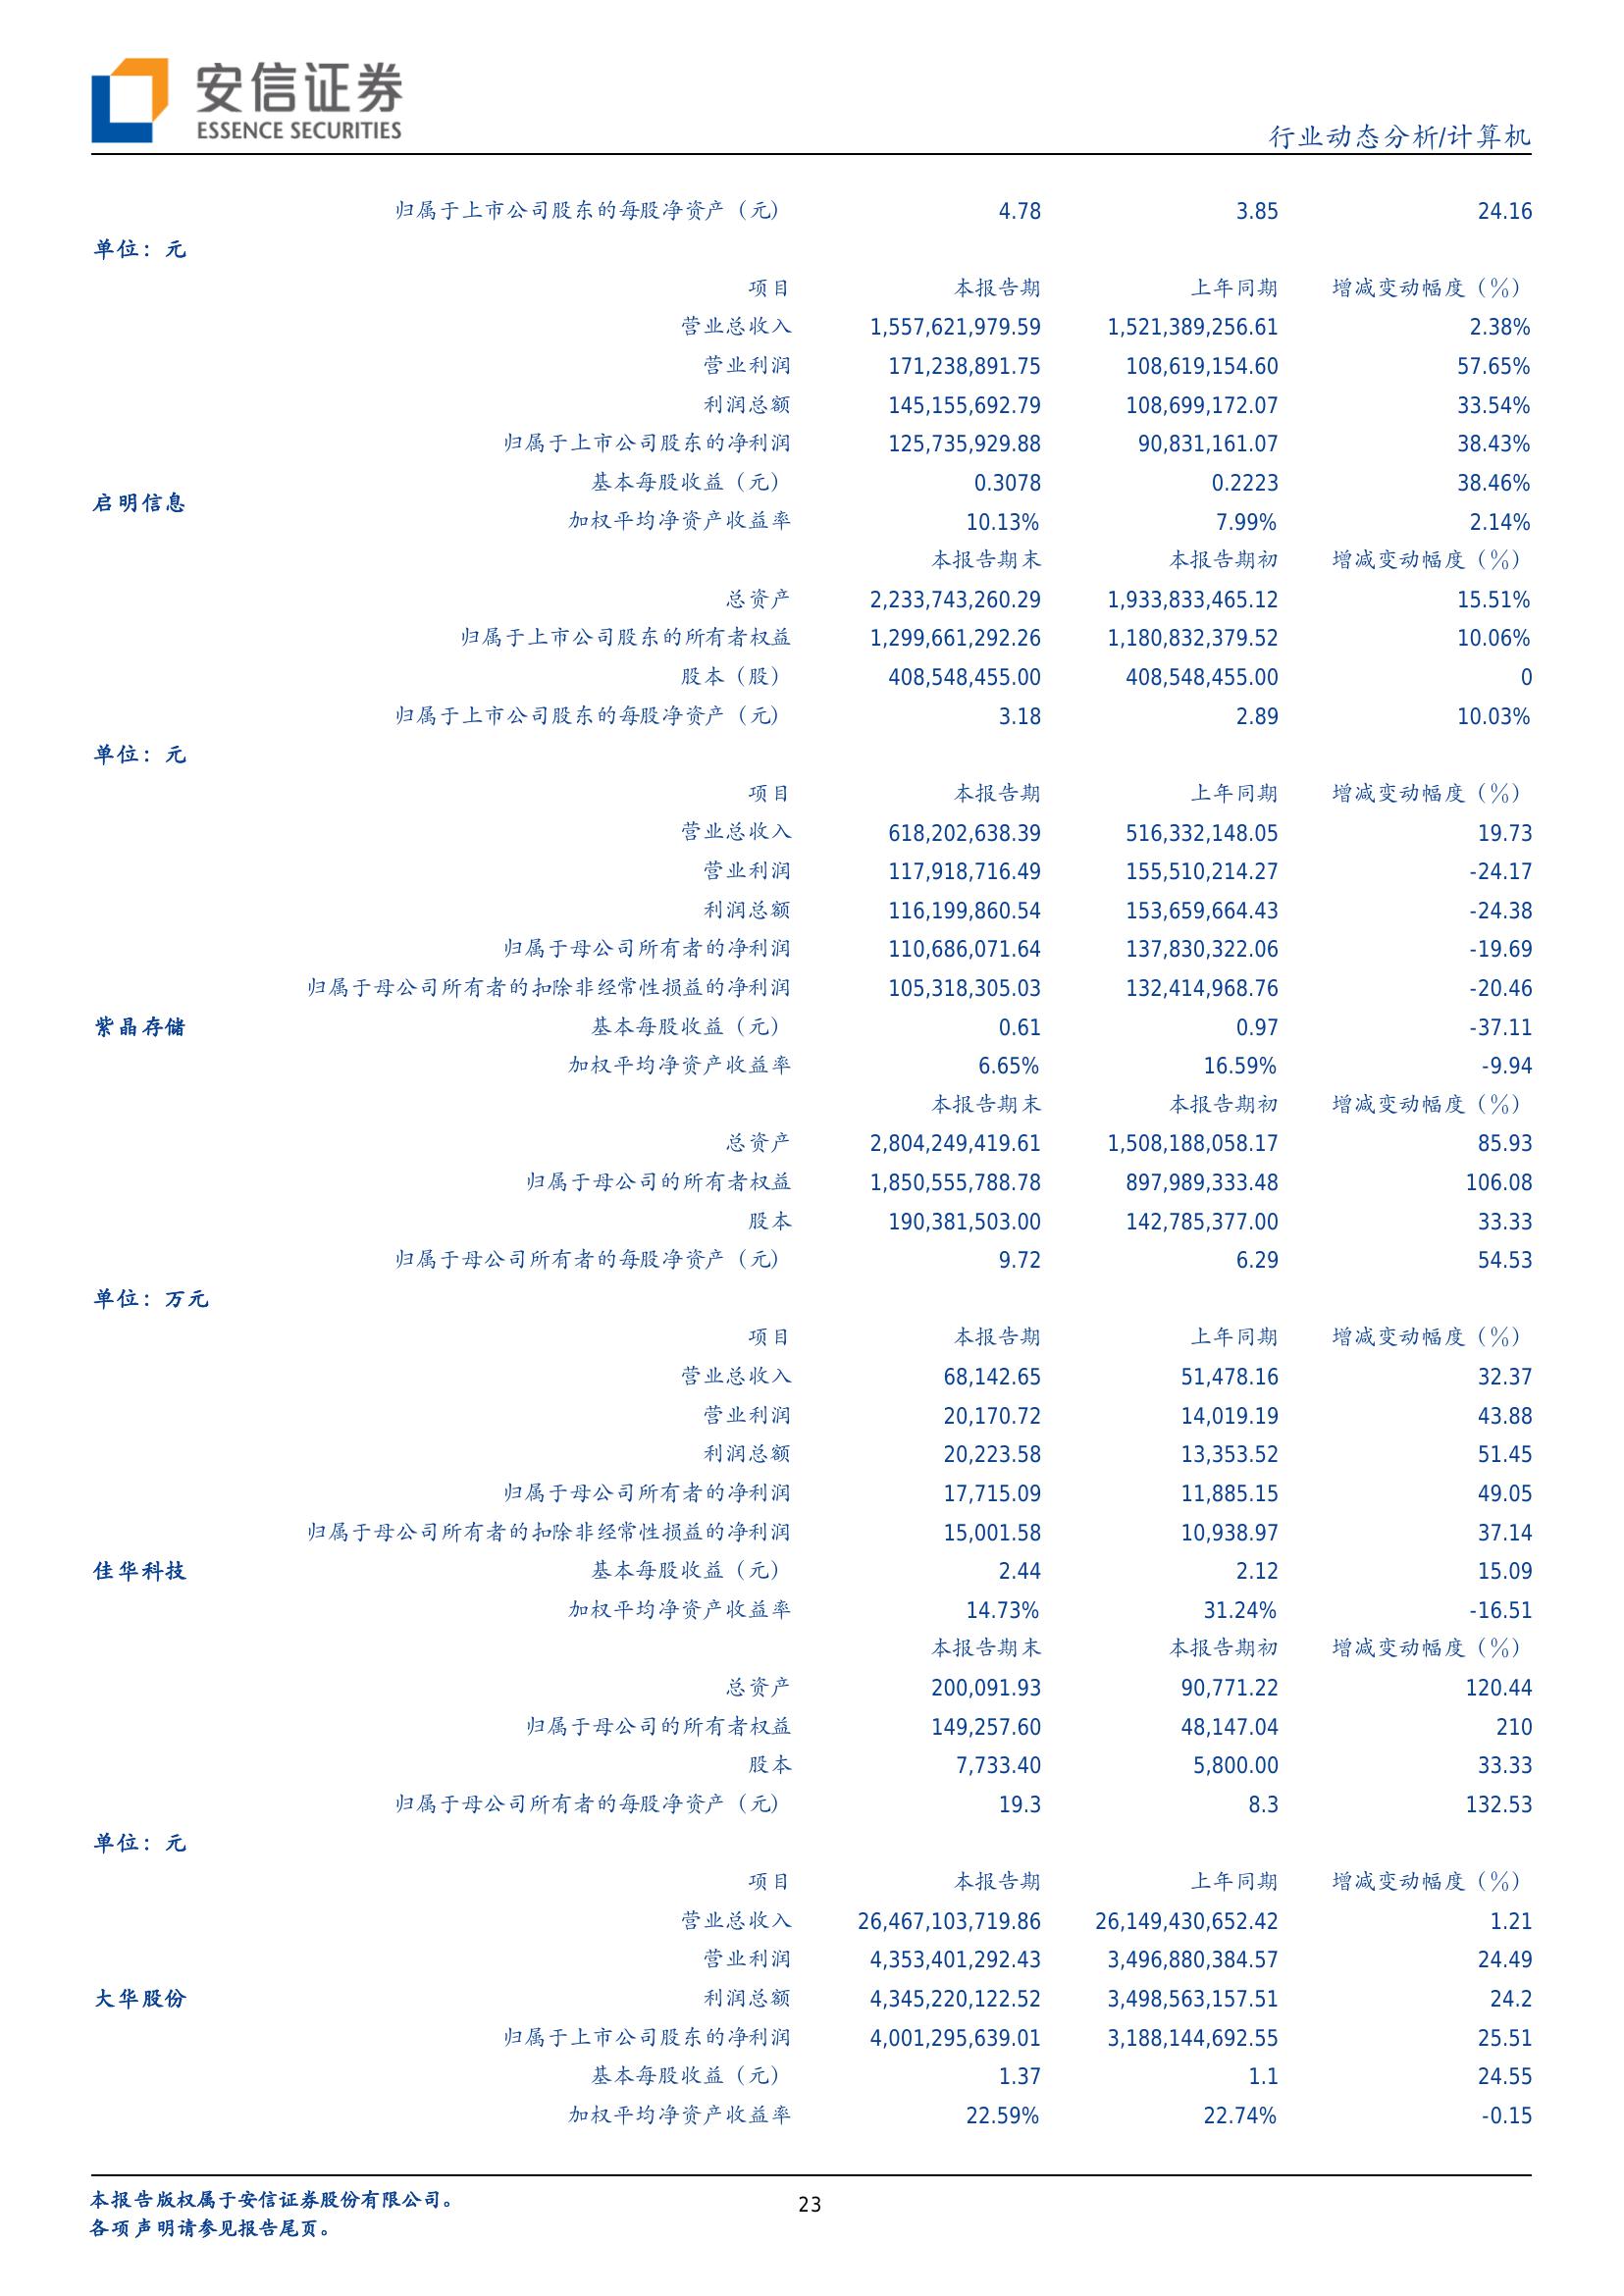 安信证券
ESSENCE SECURITIES
行业动态分析/计算机
归属于上市公司股东的每股净资产（元） 4.78 3.85 24.16
单位：元
项目 本报告期 上年同期 增减变动幅度（％）
营业总收入 1,557,621,979.59 1,521,389,256.61 2.38%
营业利润 171,238,891.75 108,619,154.60 57.65%
利润总额 145,155,692.79 108,699,172.07 33.54%
归属于上市公司股东的净利润 125,735,929.88 90,831,161.07 38.43%
基本每股收益（元） 0.3078 0.2223 38.46%
启明信息
加权平均净资产收益率 10.13% 7.99% 2.14%
本报告期末 本报告期初 增减变动幅度（％）
总资产 2,233,743,260.29 1,933,833,465.12 15.51%
归属于上市公司股东的所有者权益 1,299,661,292.26 1,180,832,379.52 10.06%
股本（股） 408,548,455.00 408,548,455.00 0
归属于上市公司股东的每股净资产（元） 3.18 2.89 10.03%
单位：元
项目 本报告期 上年同期 增减变动幅度（％）
营业总收入 618,202,638.39 516,332,148.05 19.73
营业利润 117,918,716.49 155,510,214.27 -24.17
利润总额 116,199,860.54 153,659,664.43 -24.38
归属于母公司所有者的净利润 110,686,071.64 137,830,322.06 -19.69
归属于母公司所有者的扣除非经常性损益的净利润 105,318,305.03 132,414,968.76 -20.46
紫晶存储 基本每股收益（元） 0.61 0.97 -37.11
加权平均净资产收益率 6.65% 16.59% -9.94
本报告期末 本报告期初 增减变动幅度（％）
总资产 2,804,249,419.61 1,508,188,058.17 85.93
归属于母公司的所有者权益 1,850,555,788.78 897,989,333.48 106.08
股本 190,381,503.00 142,785,377.00 33.33
归属于母公司所有者的每股净资产（元） 9.72 6.29 54.53
单位：万元
项目 本报告期 上年同期 增减变动幅度（％）
营业总收入 68,142.65 51,478.16 32.37
营业利润 20,170.72 14,019.19 43.88
利润总额 20,223.58 13,353.52 51.45
归属于母公司所有者的净利润 17,715.09 11,885.15 49.05
归属于母公司所有者的扣除非经常性损益的净利润 15,001.58 10,938.97 37.14
佳华科技 基本每股收益（元） 2.44 2.12 15.09
加权平均净资产收益率 14.73% 31.24% -16.51
本报告期末 本报告期初 增减变动幅度（％）
总资产 200,091.93 90,771.22 120.44
归属于母公司的所有者权益 149,257.60 48,147.04 210
股本 7,733.40 5,800.00 33.33
归属于母公司所有者的每股净资产（元） 19.3 8.3 132.53
单位：元
项目 本报告期 上年同期 增减变动幅度（％）
营业总收入 26,467,103,719.86 26,149,430,652.42 1.21
营业利润 4,353,401,292.43 3,496,880,384.57 24.49
大华股份 利润总额 4,345,220,122.52 3,498,563,157.51 24.2
归属于上市公司股东的净利润 4,001,295,639.01 3,188,144,692.55 25.51
基本每股收益（元） 1.37 1.1 24.55
加权平均净资产收益率 22.59% 22.74% -0.15
本报告版权属于安信证券股份有限公司。
各项声明请参见报告尾页。
23